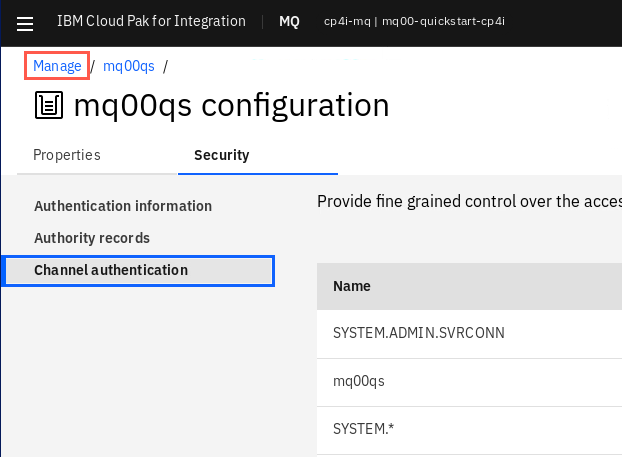 IBM Cloud Pak for Integration MQ cp4i-mq | mq00-quickstart-cp4i
Manage / mq00qs /
mq00qs configuration
Properties Security
Authentication information
Authority records
Channel authentication
Provide fine grained control over the acces
Name
SYSTEM.ADMIN.SVRCONN
mq00qs
SYSTEM.*